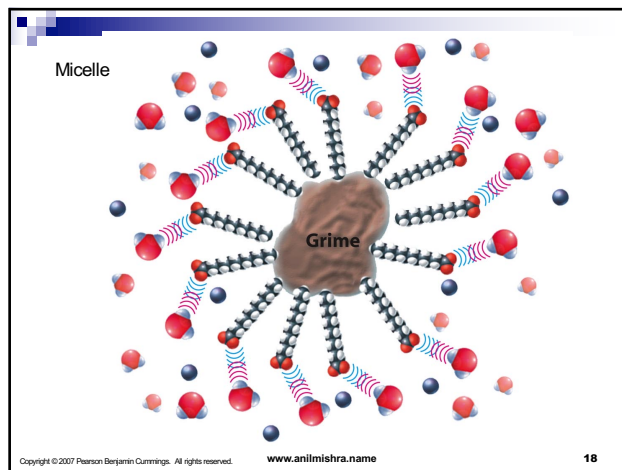 Micelle
Grime
Copyright © 2007 Pearson Benjamin Cummings. All rights reserved. www.anilmishra.name 18